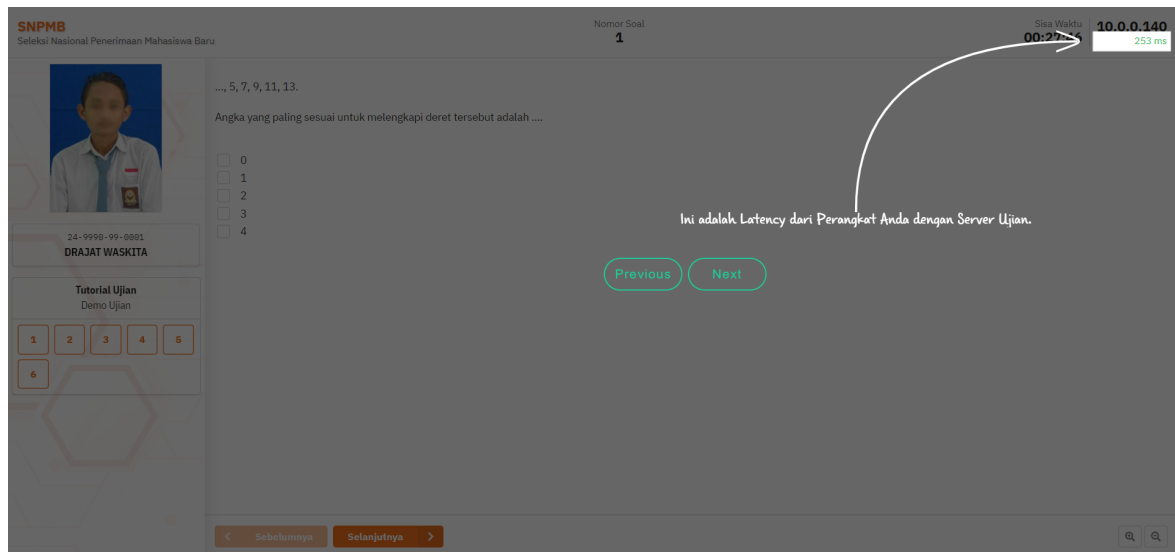 SNPMB
Seleksi Nasional Penerimaan Mahasiswa Baru
Nomor Soal
1
Sisa Waktu
00:27:46
10.0.0.140
253 ms
..., 5, 7, 9, 11, 13.
Angka yang paling sesuai untuk melengkapi deret tersebut adalah ....
0
1
2
3
4
24-9990-99-0001
DRAJAT WASKITA
Tutorial Ujian
Demo Ujian
1 2 3 4 5
6
Ini adalah Latency dari Perangkat Anda dengan Server Ujian.
Previous Next
Sebelumnya Selanjutnya